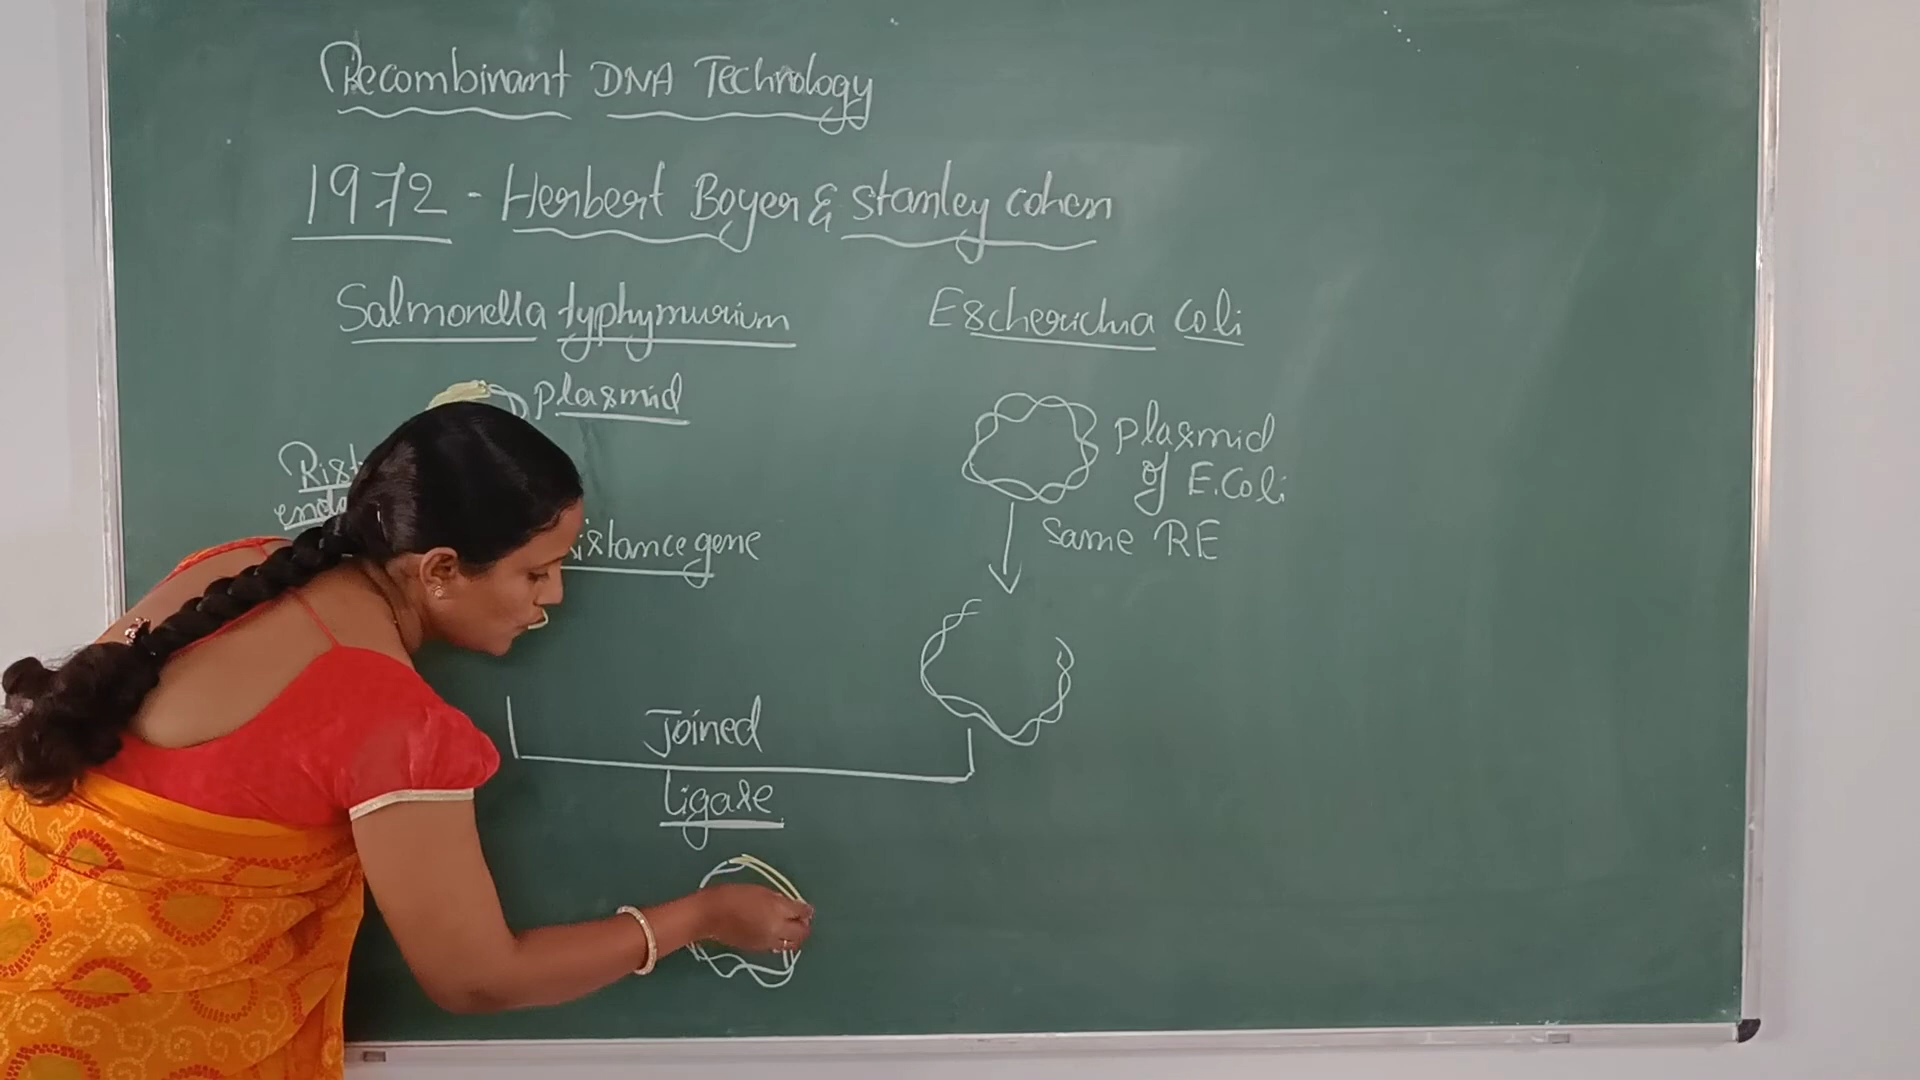 Recombinant DNA Technology
1972 - Herbert Boyer & Stanley Cohen
Salmonella typhymurium
Escherichia Coli
plasmid
plasmid
of E.Coli
Same RE
gene
Joined
Ligase